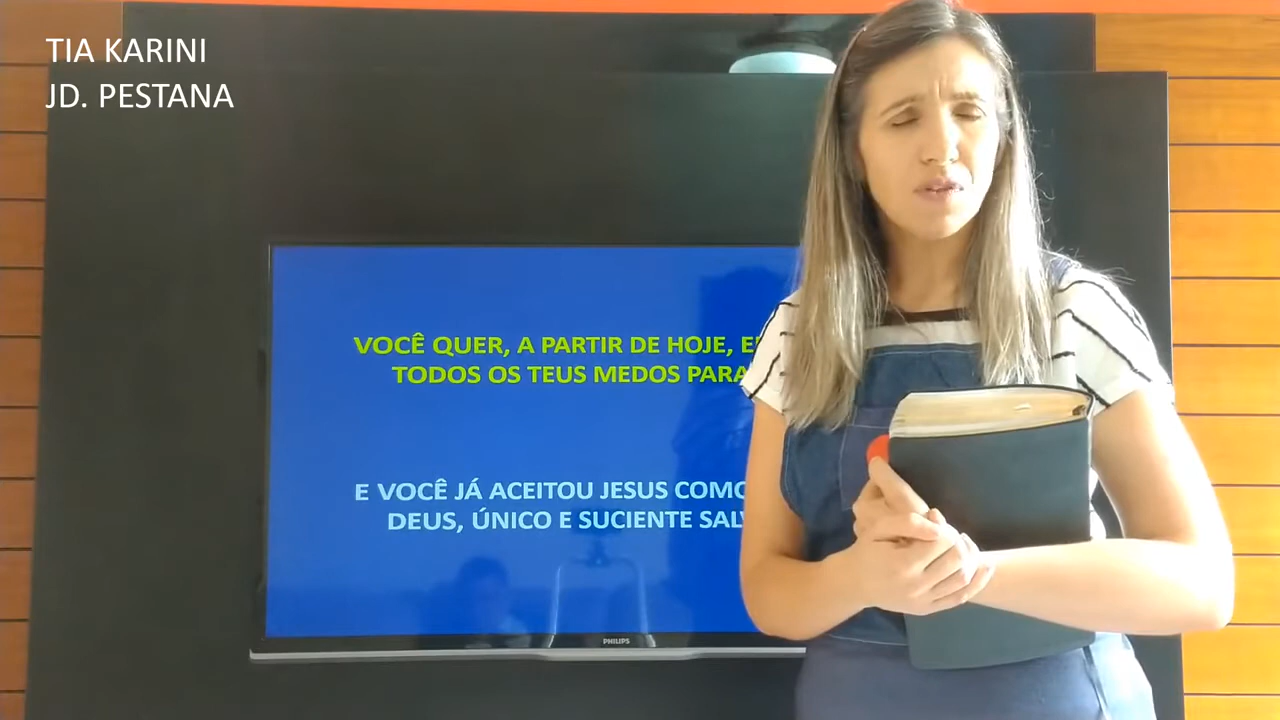 TIA KARINI
JD. PESTANA
VOCÊ QUER, A PARTIR DE HOJE,
TODOS OS TEUS MEDOS PARA
E VOCÊ JÁ ACEITOU JESUS COMO
DEUS, ÚNICO E SUCIENTE
PHILIPS